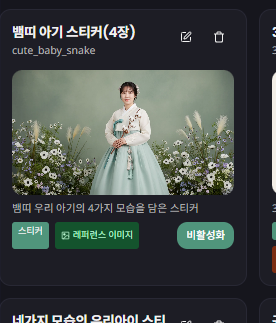 뱀띠 아기 스티커(4장)
cute_baby_snake
뱀띠 우리 아기의 4가지 모습을 담은 스티커
스티커
레퍼런스 이미지
비활성화
네가지 모습의 우리아이 스티